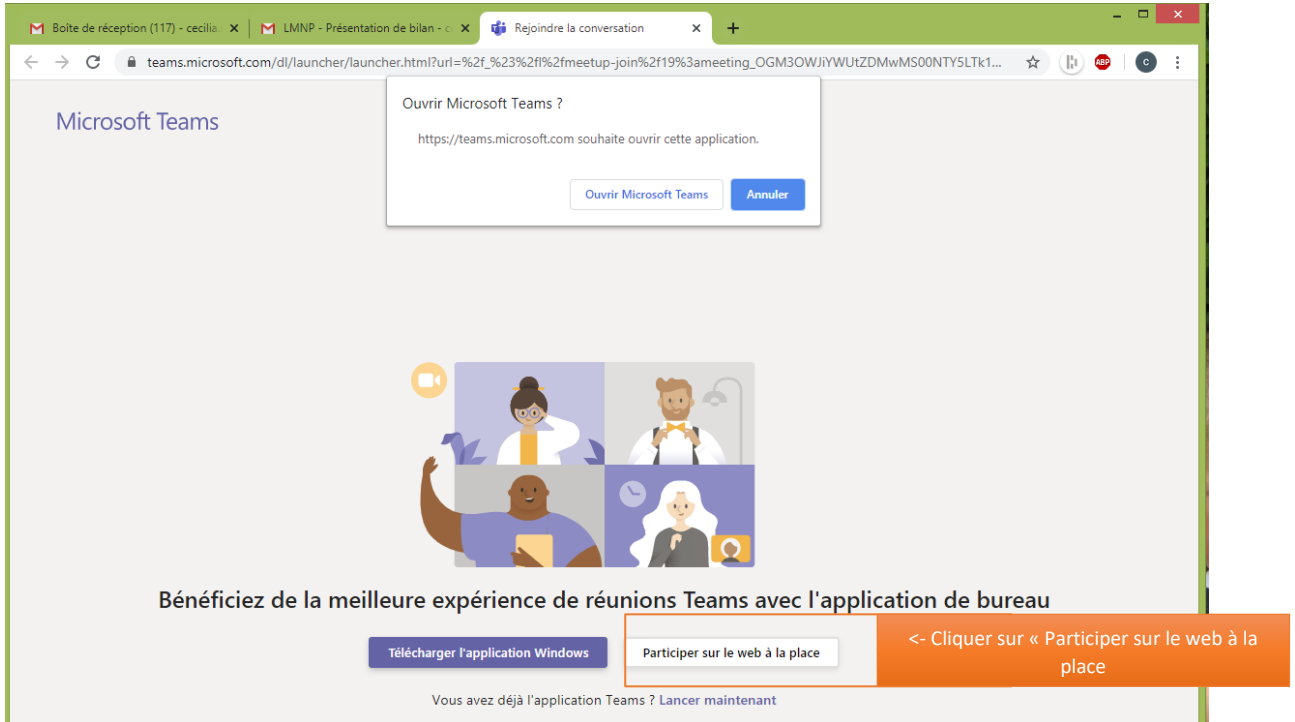 Boîte de réception (117) - cecilia
LMNP - Présentation de bilan - c
Rejoindre la conversation
teams.microsoft.com/dl/launcher/launcher.html?url=%2f_%23%2fl%2fmeetup-join%2f19%3ameeting_OGM3OWJiYWUtZDMwMS00NTY5LTk1...
ABP
C
Microsoft Teams
Ouvrir Microsoft Teams ?
https://teams.microsoft.com souhaite ouvrir cette application.
Ouvrir Microsoft Teams
Annuler
Bénéficiez de la meilleure expérience de réunions Teams avec l'application de bureau
Télécharger l'application Windows
Participer sur le web à la place
<- Cliquer sur « Participer sur le web à la
place
Vous avez déjà l'application Teams ? Lancer maintenant